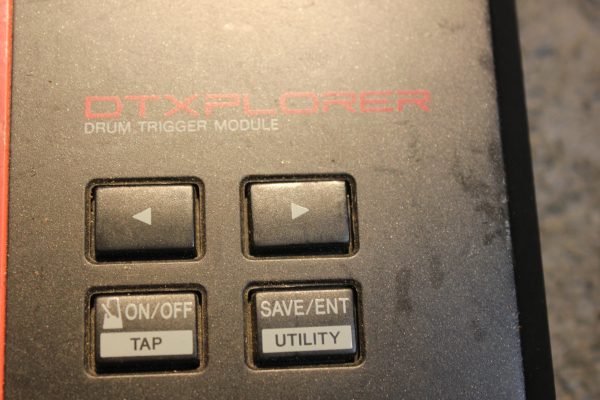 DTXPLORER
DRUM TRIGGER MODULE
ON/OFF
TAP
SAVE/ENT
UTILITY